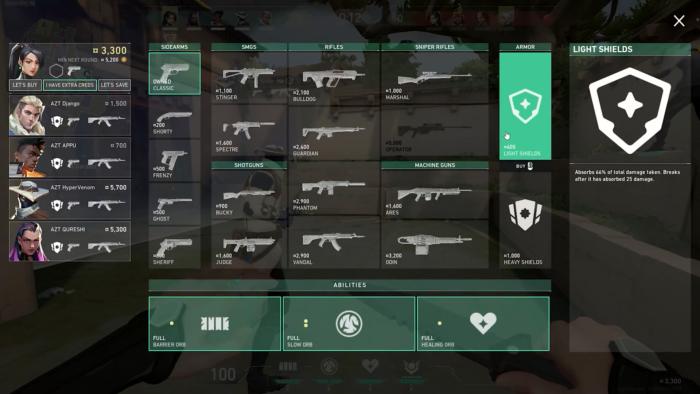 3,300
MIN NEXT ROUND: 5,200
LET'S BUY
I HAVE EXTRA CREDS
LET'S SAVE
AZT Django
1,500
AZT APPU
700
AZT HyperVenom
5,700
AZT QURESHI
5,300
SIDEARMS
OWNED
CLASSIC
200
SHORTY
500
FRENZY
500
GHOST
SHERIFF
SMGS
1,100
STINGER
1,600
SPECTRE
SHOTGUNS
900
BUCKY
1,600
JUDGE
RIFLES
2,100
BULLDOG
2,400
GUARDIAN
2,900
PHANTOM
2,900
VANDAL
SNIPER RIFLES
1,000
MARSHAL
OPERATOR
MACHINE GUNS
1,600
ARES
3,200
ODIN
ARMOR
400
LIGHT SHIELDS
BUY
1,000
HEAVY SHIELDS
LIGHT SHIELDS
Absorbs 66% of total damage taken. Breaks
after it has absorbed 25 damage.
ABILITIES
FULL
BARRIER ORB
FULL
SLOW ORB
FULL
HEALING ORB
100
3,300